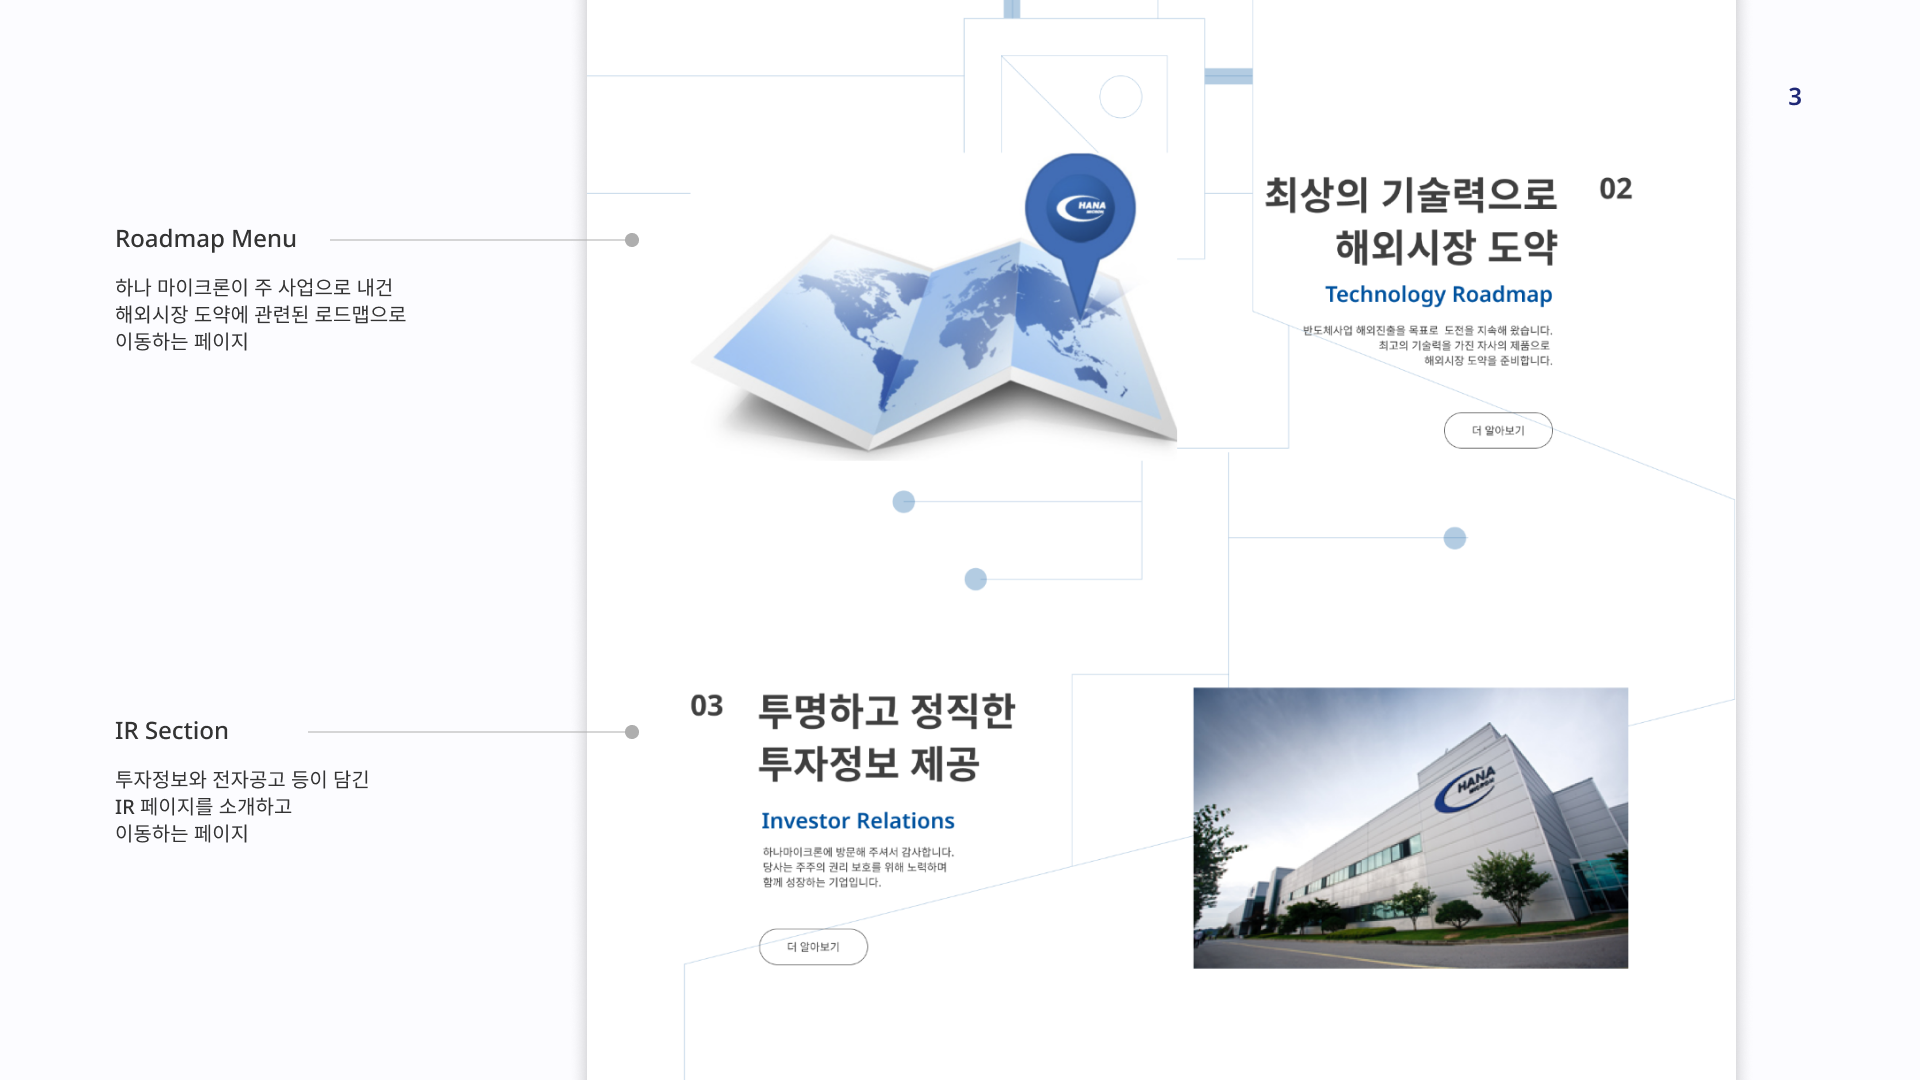 3
Roadmap Menu
하나 마이크론이 주 사업으로 내건
해외시장 도약에 관련된 로드맵으로
이동하는 페이지
HANA
MICRON
최상의 기술력으로
해외시장 도약
02
Technology Roadmap
반도체사업 해외진출을 목표로 도전을 지속해 왔습니다.
최고의 기술력을 가진 자사의 제품으로
해외시장 도약을 준비합니다.
더 알아보기
IR Section
투자정보와 전자공고 등이 담긴
IR 페이지를 소개하고
이동하는 페이지
03
투명하고 정직한
투자정보 제공
Investor Relations
하나마이크론에 방문해 주셔서 감사합니다.
당사는 주주의 권리 보호를 위해 노력하며
함께 성장하는 기업입니다.
더 알아보기
HANA
MICRON